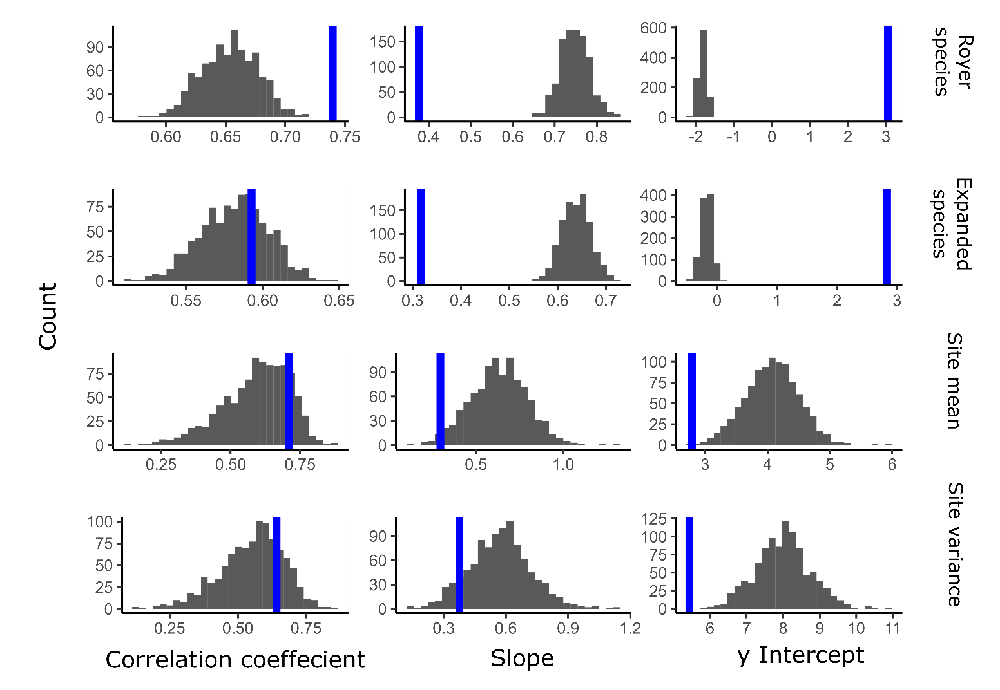 90
60
30
0
0.60 0.65 0.70 0.75
150
100
50
0
0.4 0.5 0.6 0.7 0.8
600
400
200
0
-2 -1 0 1 2 3
Royer
species
75
50
25
0
0.55 0.60 0.65
150
100
50
0
0.3 0.4 0.5 0.6 0.7
400
300
200
100
0
0 1 2 3
Expanded
species
Count
75
50
25
0
0.25 0.50 0.75
90
60
30
0
0.5 1.0
100
75
50
25
0
3 4 5 6
Site mean
100
75
50
25
0
0.25 0.50 0.75
90
60
30
0
0.3 0.6 0.9 1.2
125
100
75
50
25
0
6 7 8 9 10 11
Site variance
Correlation coeffecient
Slope
y Intercept